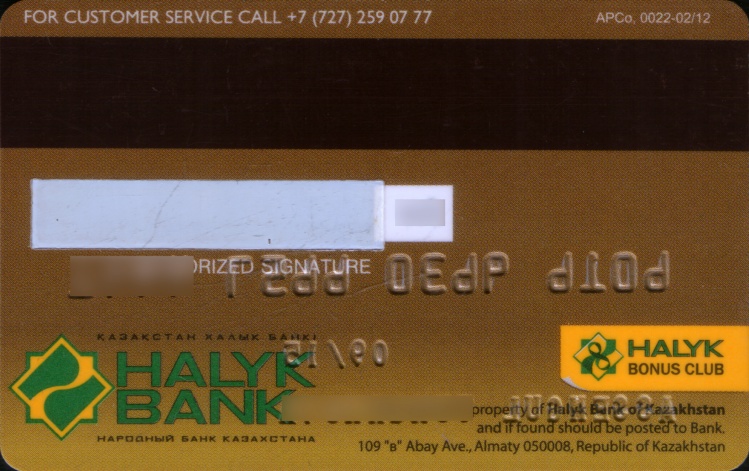 FOR CUSTOMER SERVICE CALL +7 (727) 259 07 77
APCo, 0022-02/12
ORIZED SIGNATURE
ҚАЗАҚСТАН ХАЛЫҚ БАНКІ
HALYK
BANK
НАРОДНЫЙ БАНК КАЗАХСТАНА
HALYK
BONUS CLUB
property of Halyk Bank of Kazakhstan
and if found should be posted to Bank.
109 "в" Abay Ave., Almaty 050008, Republic of Kazakhstan